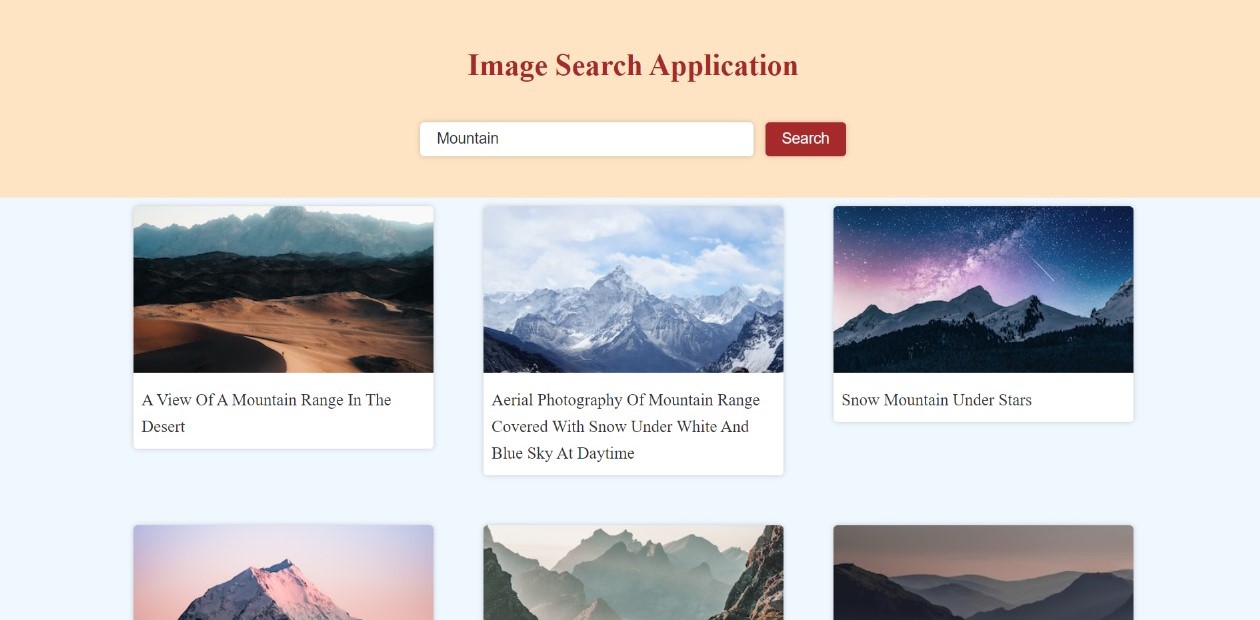 Image Search Application
Mountain
Search
A View Of A Mountain Range In The
Desert
Aerial Photography Of Mountain Range
Covered With Snow Under White And
Blue Sky At Daytime
Snow Mountain Under Stars